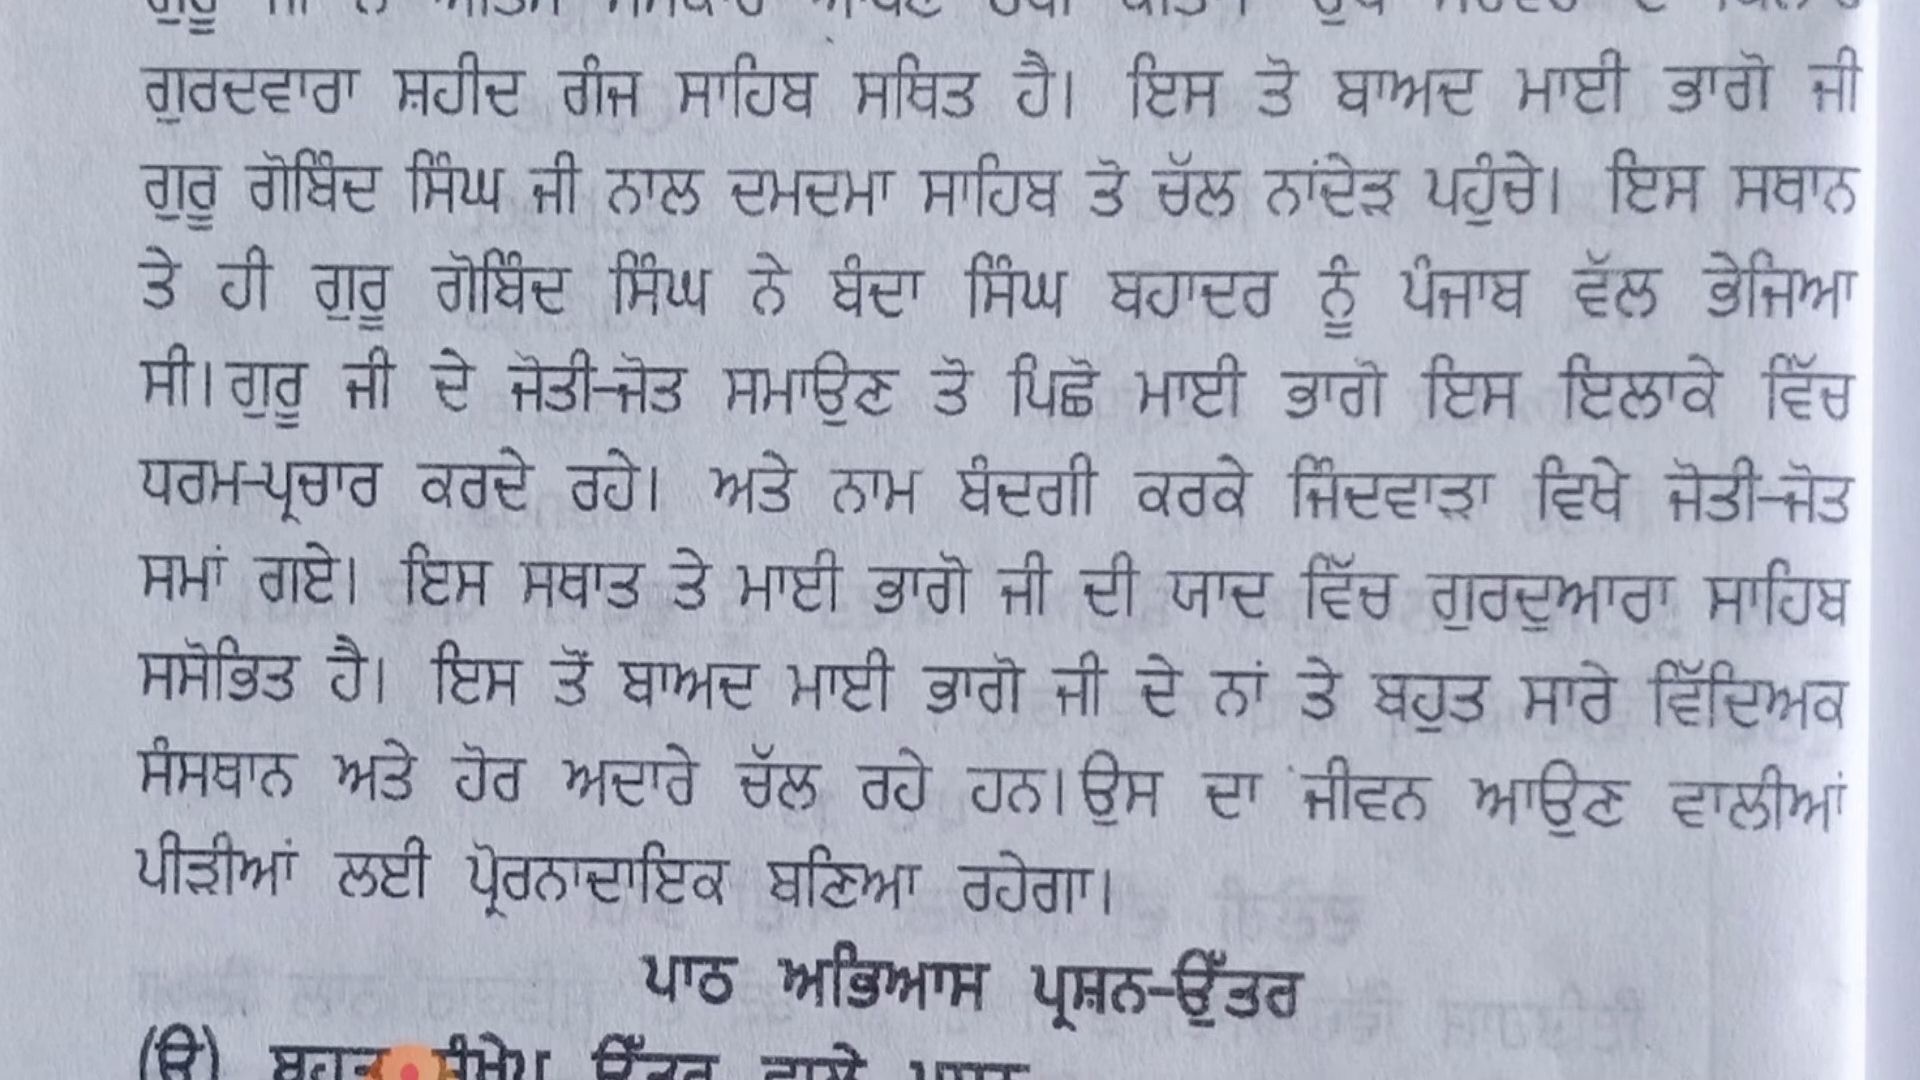 ਗੁਰਦਵਾਰਾ ਸ਼ਹੀਦ ਗੰਜ ਸਾਹਿਬ ਸਥਿਤ ਹੈ। ਇਸ ਤੋ ਬਾਅਦ ਮਾਈ ਭਾਗੋ ਜੀ
ਗੁਰੂ ਗੋਬਿੰਦ ਸਿੰਘ ਜੀ ਨਾਲ ਦਮਦਮਾ ਸਾਹਿਬ ਤੋ ਚੱਲ ਨਾਂਦੇੜ ਪਹੁੰਚੇ। ਇਸ ਸਥਾਨ
ਤੇ ਹੀ ਗੁਰੂ ਗੋਬਿੰਦ ਸਿੰਘ ਨੇ ਬੰਦਾ ਸਿੰਘ ਬਹਾਦਰ ਨੂੰ ਪੰਜਾਬ ਵੱਲ ਭੇਜਿਆ
ਸੀ। ਗੁਰੂ ਜੀ ਦੇ ਜੋਤੀ-ਜੋਤ ਸਮਾਉਣ ਤੋ ਪਿਛੋ ਮਾਈ ਭਾਗੋ ਇਸ ਇਲਾਕੇ ਵਿੱਚ
ਧਰਮ-ਪ੍ਰਚਾਰ ਕਰਦੇ ਰਹੇ। ਅਤੇ ਨਾਮ ਬੰਦਗੀ ਕਰਕੇ ਜਿੰਦਵਾੜਾ ਵਿਖੇ ਜੋਤੀ-ਜੋਤ
ਸਮਾਂ ਗਏ। ਇਸ ਸਥਾਤ ਤੇ ਮਾਈ ਭਾਗੋ ਜੀ ਦੀ ਯਾਦ ਵਿੱਚ ਗੁਰਦੁਆਰਾ ਸਾਹਿਬ
ਸਸੋਭਿਤ ਹੈ। ਇਸ ਤੋਂ ਬਾਅਦ ਮਾਈ ਭਾਗੋ ਜੀ ਦੇ ਨਾਂ ਤੇ ਬਹੁਤ ਸਾਰੇ ਵਿੱਦਿਅਕ
ਸੰਸਥਾਨ ਅਤੇ ਹੋਰ ਅਦਾਰੇ ਚੱਲ ਰਹੇ ਹਨ। ਉਸ ਦਾ ਜੀਵਨ ਆਉਣ ਵਾਲੀਆਂ
ਪੀੜੀਆਂ ਲਈ ਪ੍ਰੇਰਨਾਦਾਇਕ ਬਣਿਆ ਰਹੇਗਾ।
ਪਾਠ ਅਭਿਆਸ ਪ੍ਰਸ਼ਨ-ਉੱਤਰ
(ੳ) ਉੱਤਰ ਵਾਲੇ